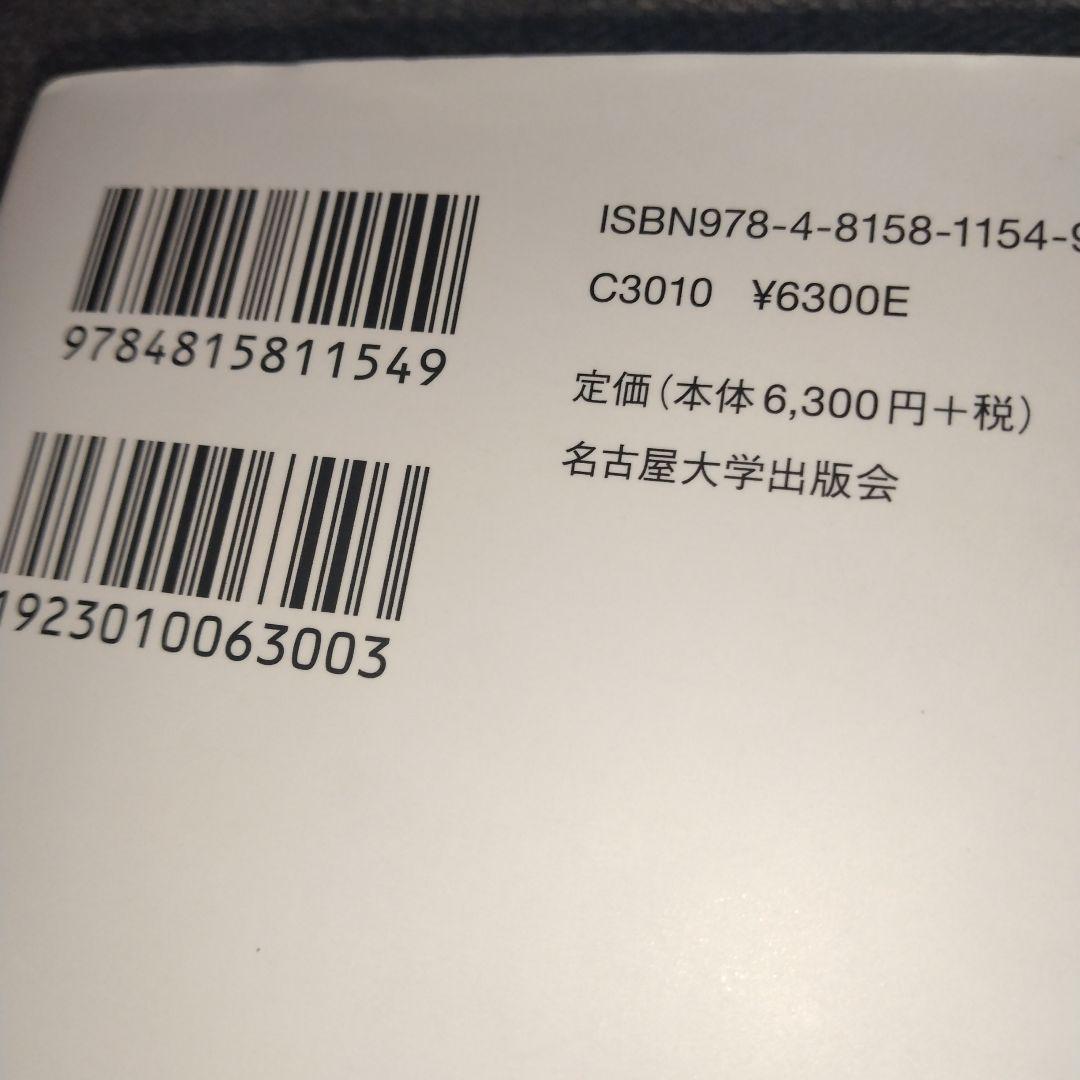 9784815811549
1923010063003
ISBN978-4-8158-1154-9
C3010 ¥6300E
定価(本体6,300円+税)
名古屋大学出版会